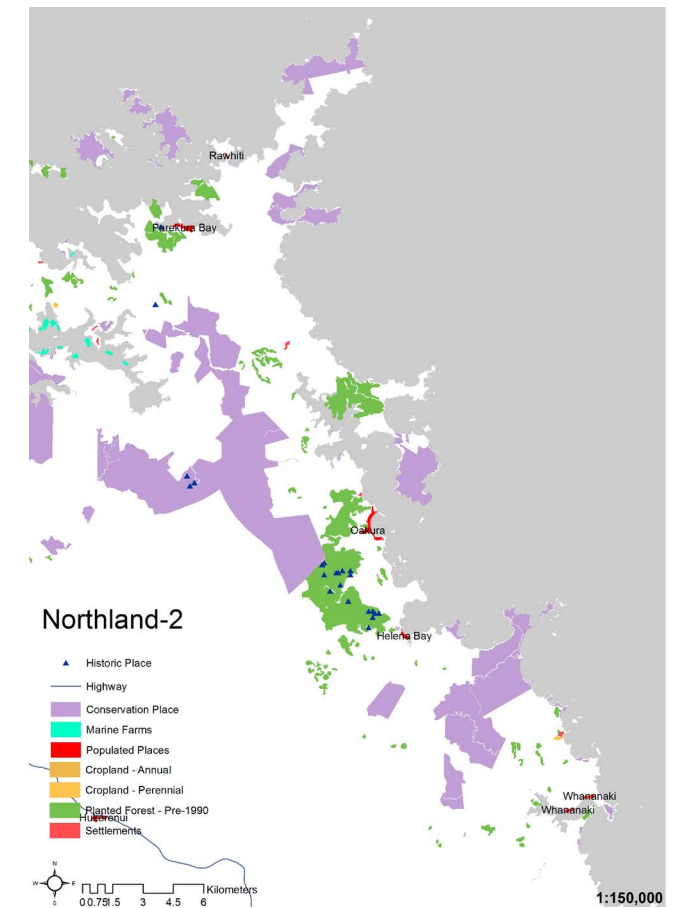 Rawhiti
Parekura Bay
Oakura
Helena Bay
Northland-2
Historic Place
Highway
Conservation Place
Marine Farms
Populated Places
Cropland - Annual
Cropland - Perennial
Planted Forest - Pre-1990
Hukerenui
Settlements
Whananaki
Whananaki
N
W E
S
Kilometers
0 0.75 1.5 3 4.5 6
1:150,000